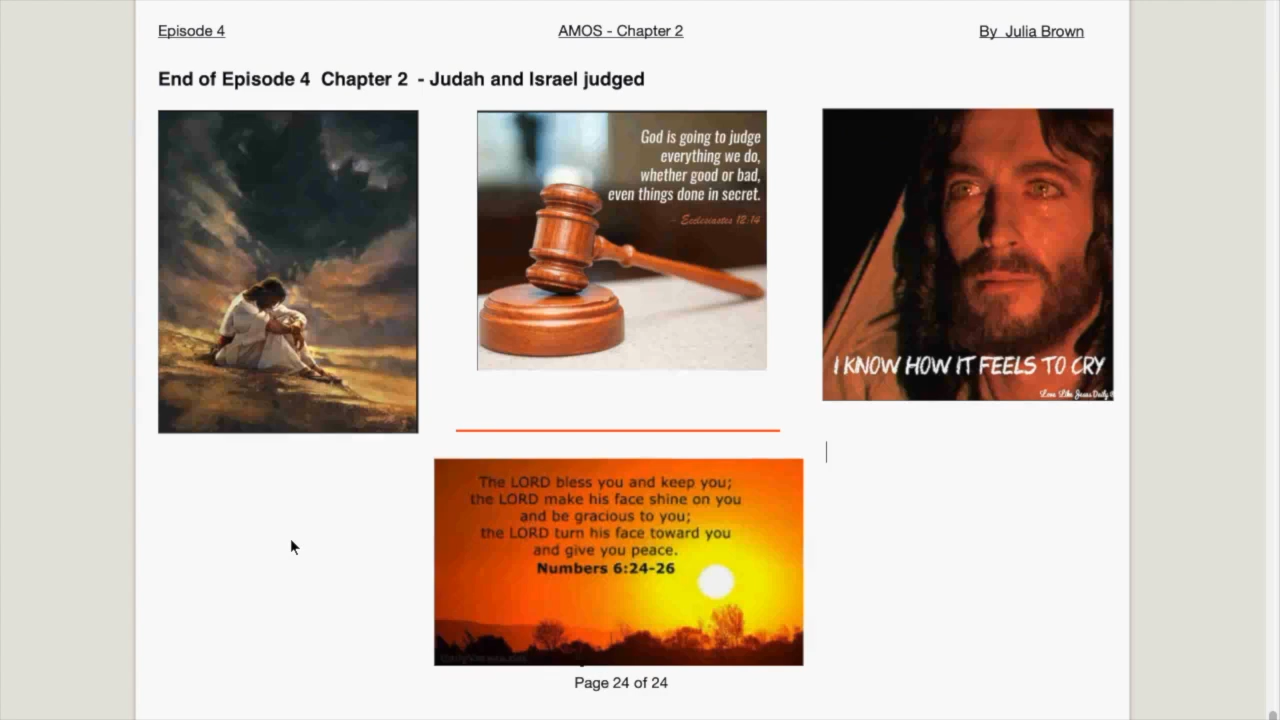 Episode 4
AMOS - Chapter 2
By Julia Brown
End of Episode 4 Chapter 2 - Judah and Israel judged
God is going to judge
everything we do,
whether good or bad,
even things done in secret.
- Ecclesiastes 12:14
I KNOW HOW IT FEELS TO CRY
Love Like Jesus Daily
The LORD bless you and keep you;
the LORD make his face shine on you
and be gracious to you;
the LORD turn his face toward you
and give you peace.
Numbers 6:24-26
Page 24 of 24